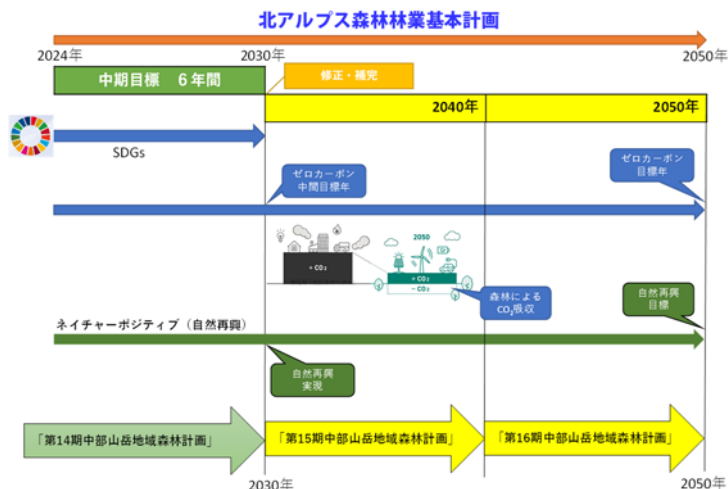 北アルプス森林林業基本計画
2024年
2030年
2050年
中期目標 6年間
修正・補完
2040年
2050年
SDGs
ゼロカーボン
中間目標年
ゼロカーボン
目標年
2050
+ CO₂
+ CO₂
− CO₂
森林による
CO₂吸収
自然再興
目標
ネイチャーポジティブ(自然再興)
自然再興
実現
「第14期中部山岳地域森林計画」
「第15期中部山岳地域森林計画」
「第16期中部山岳地域森林計画」
2030年
2050年